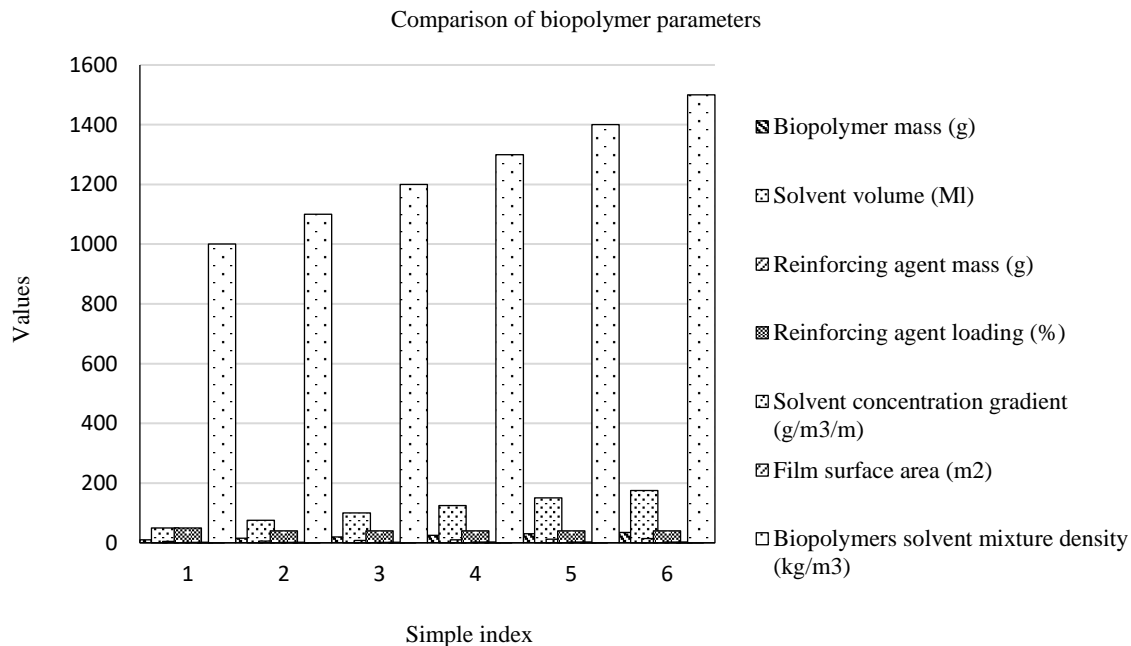 Comparison of biopolymer parameters
1600
1400
1200
1000
800
600
400
200
0
Values
1 2 3 4 5 6
Simple index
Biopolymer mass (g)
Solvent volume (Ml)
Reinforcing agent mass (g)
Reinforcing agent loading (%)
Solvent concentration gradient
(g/m3/m)
Film surface area (m2)
Biopolymers solvent mixture density
(kg/m3)